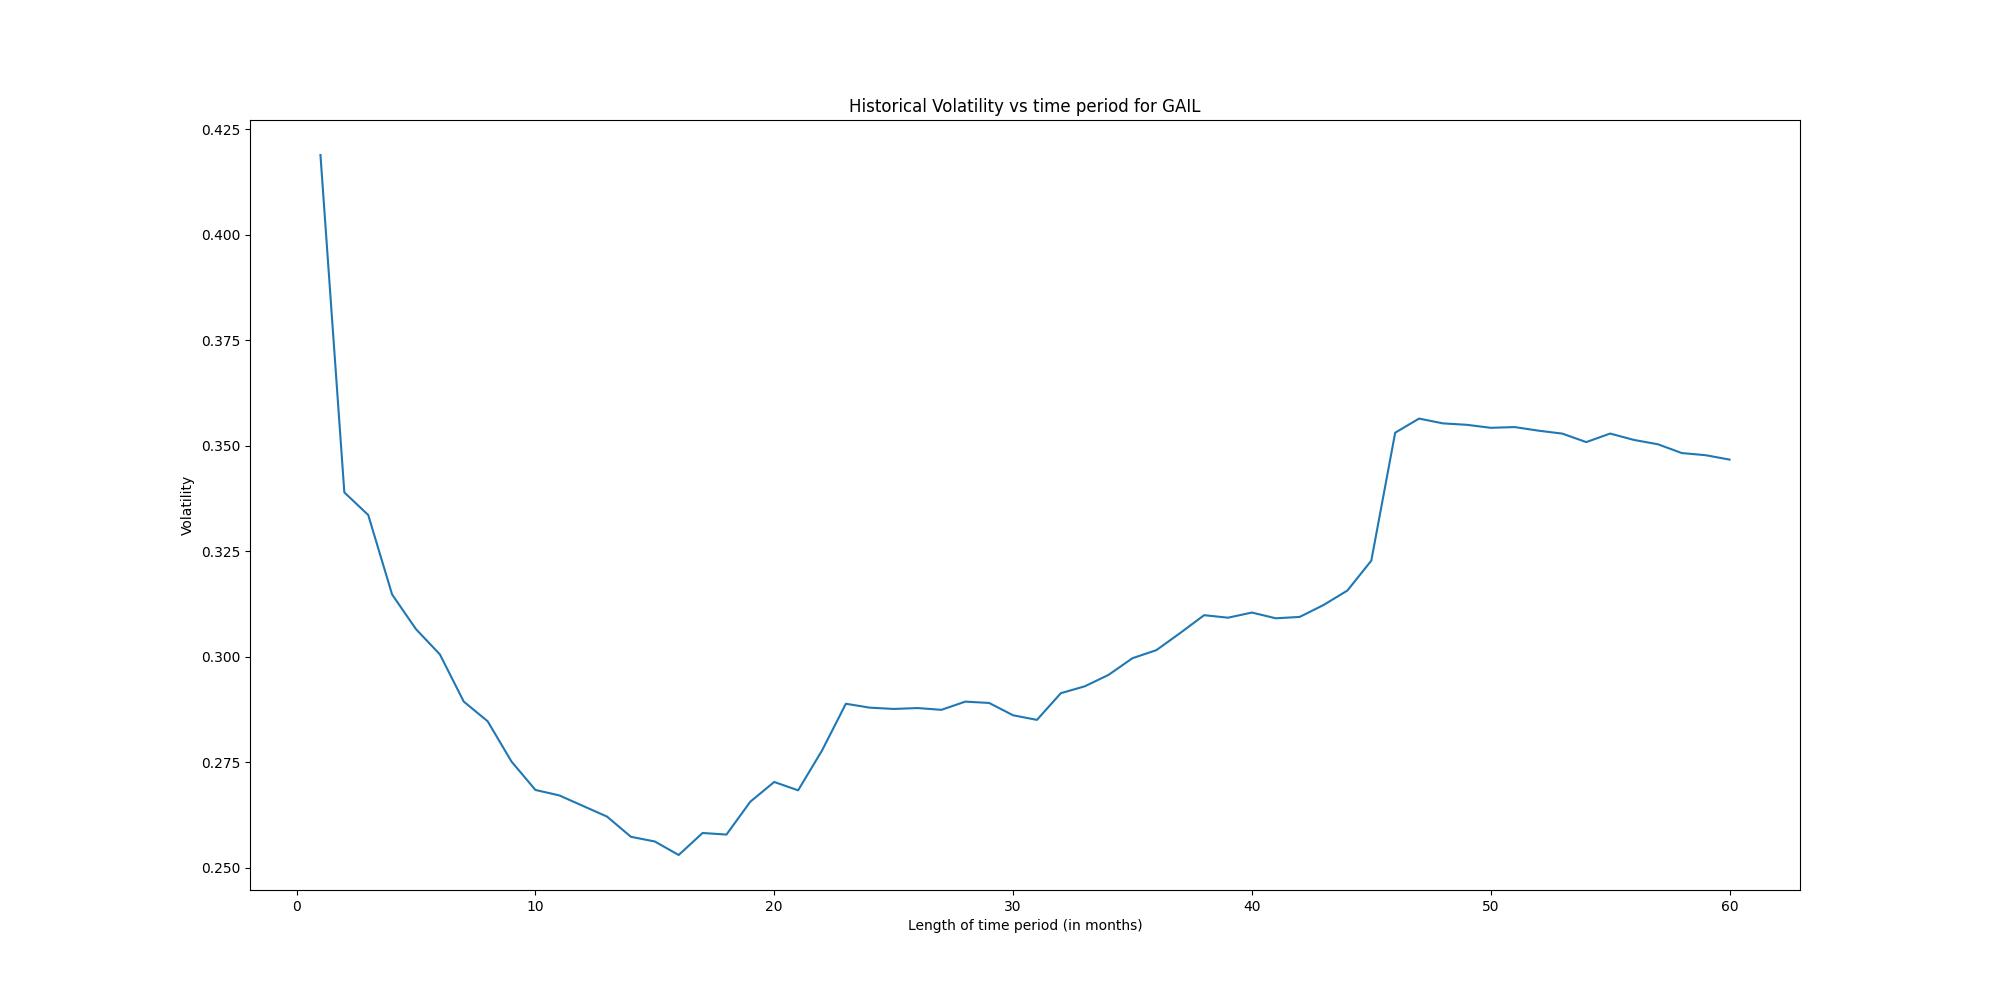 Historical Volatility vs time period for GAIL
0.425
0.400
0.375
0.350
0.325
0.300
0.275
0.250
Volatility
0 10 20 30 40 50 60
Length of time period (in months)